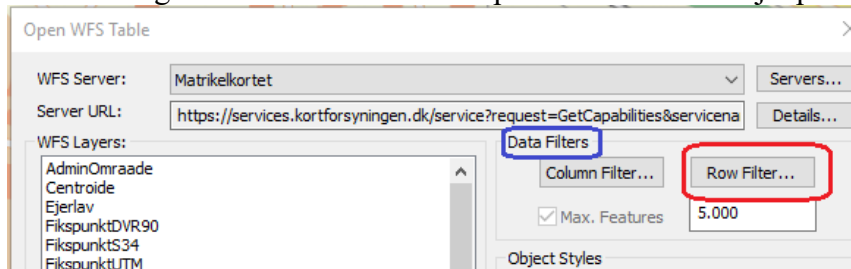 Open WFS Table
WFS Server: Matrikelkortet Servers...
Server URL: https://services.kortforsyningen.dk/service?request=GetCapabilities&servicena Details...
WFS Layers:
AdminOmraade
Centroide
Ejerlav
FikspunktDVR90
FikspunktS34
FikspunktUTM
Data Filters
Column Filter... Row Filter...
Max. Features 5.000
Object Styles